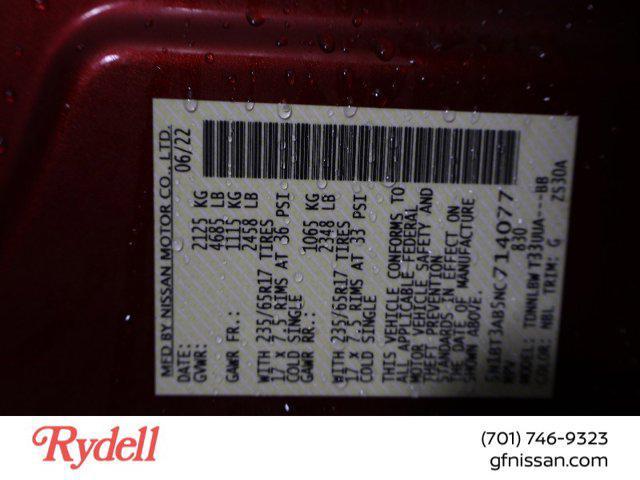 MFD BY NISSAN MOTOR CO., LTD.
DATE: 06/22
GVWR: 2125 KG
4685 LB
GAWR FR.: 1115 KG
2458 LB
WITH 235/65R17 TIRES
17 x 7.5 RIMS AT 36 PSI
COLD SINGLE
GAWR RR.: 1065 KG
2348 LB
WITH 235/65R17 TIRES
17 x 7.5 RIMS AT 33 PSI
COLD SINGLE
THIS VEHICLE CONFORMS TO
ALL APPLICABLE FEDERAL
MOTOR VEHICLE SAFETY AND
THEFT PREVENTION
STANDARDS IN EFFECT ON
THE DATE OF MANUFACTURE
SHOWN ABOVE.
5N1BT3AB5NC714077
MPV 830
MODEL: TDNNLBWT33UUA---BB
COLOR: NBL TRIM: G ZS30A
Rydell
(701) 746-9323
gfnissan.com